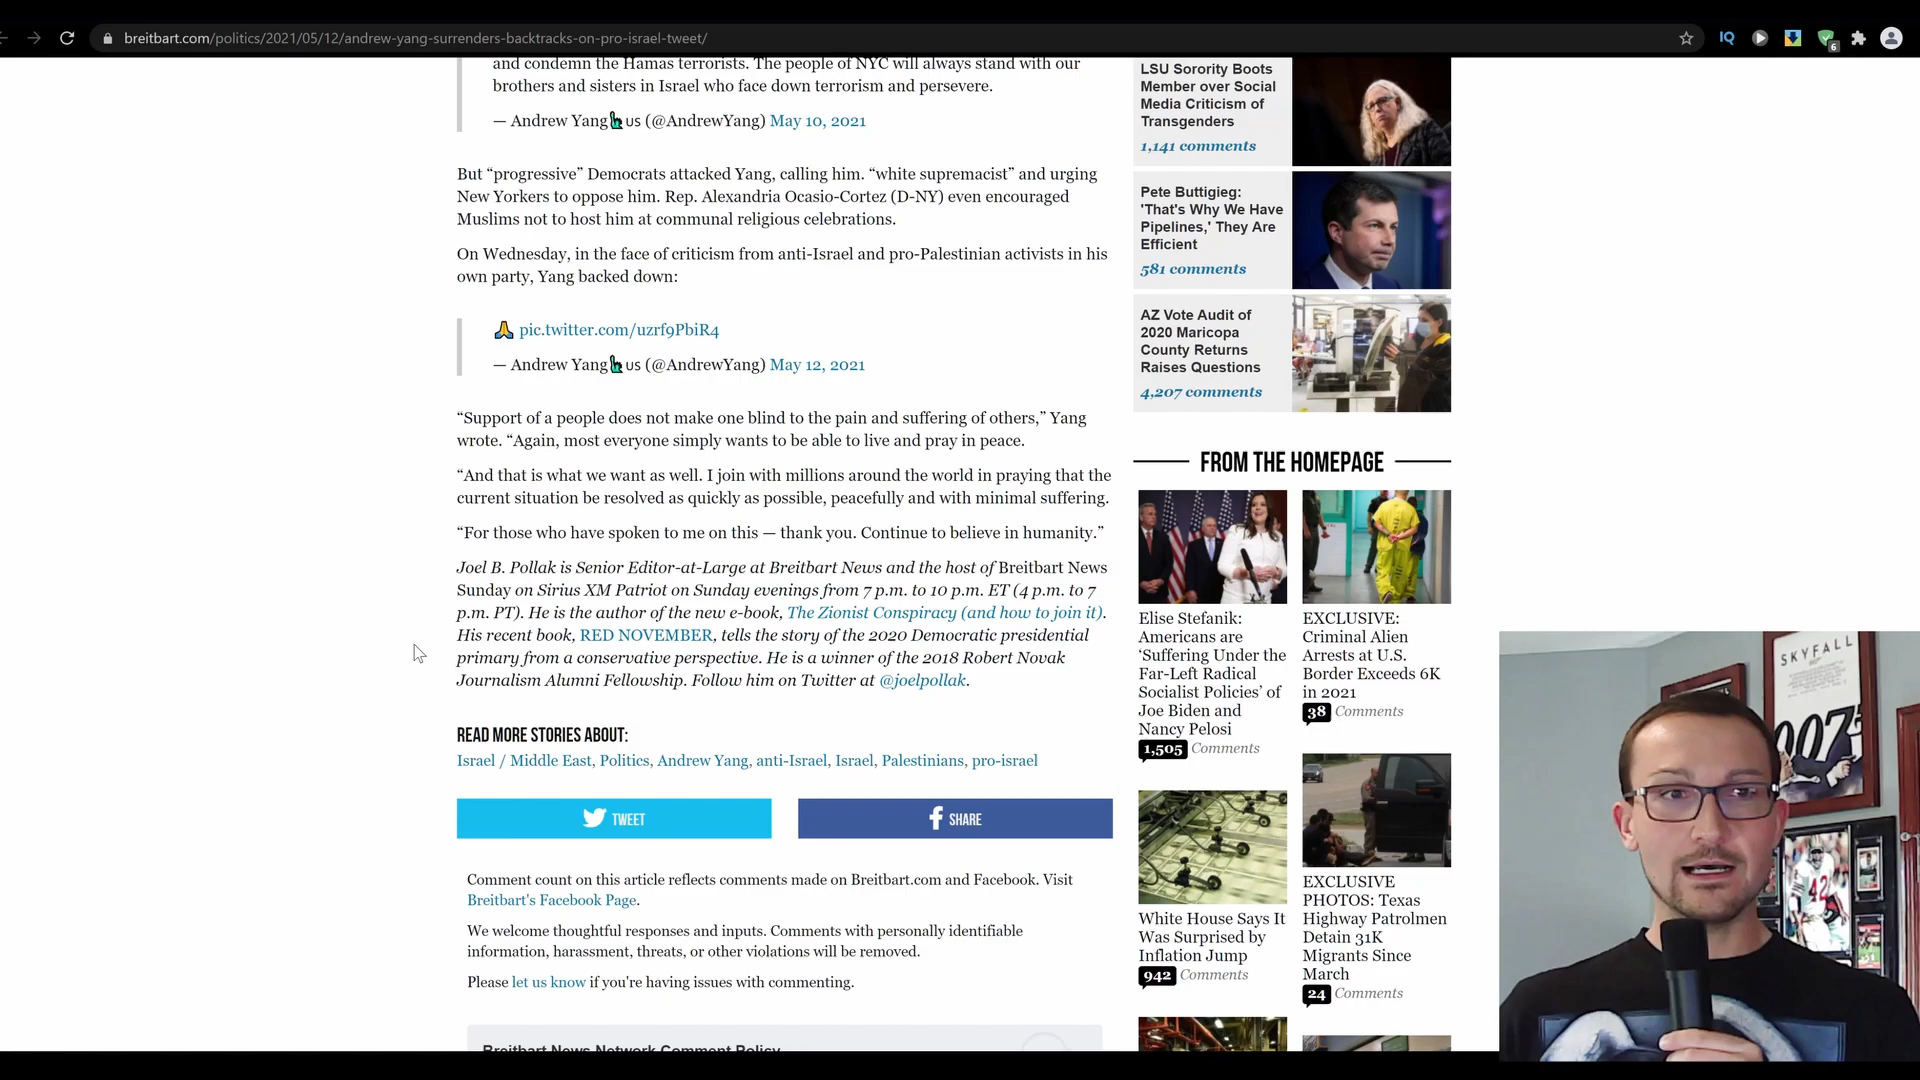 breitbart.com/politics/2021/05/12/andrew-yang-surrenders-backtracks-on-pro-israel-tweet/
IQ
6
and condemn the Hamas terrorists. The people of NYC will always stand with our
brothers and sisters in Israel who face down terrorism and persevere.
— Andrew Yang us (@AndrewYang) May 10, 2021
But “progressive” Democrats attacked Yang, calling him. “white supremacist” and urging
New Yorkers to oppose him. Rep. Alexandria Ocasio-Cortez (D-NY) even encouraged
Muslims not to host him at communal religious celebrations.
On Wednesday, in the face of criticism from anti-Israel and pro-Palestinian activists in his
own party, Yang backed down:
🙏 pic.twitter.com/uzrf9PbiR4
— Andrew Yang us (@AndrewYang) May 12, 2021
“Support of a people does not make one blind to the pain and suffering of others,” Yang
wrote. “Again, most everyone simply wants to be able to live and pray in peace.
“And that is what we want as well. I join with millions around the world in praying that the
current situation be resolved as quickly as possible, peacefully and with minimal suffering.
“For those who have spoken to me on this — thank you. Continue to believe in humanity.”
Joel B. Pollak is Senior Editor-at-Large at Breitbart News and the host of Breitbart News
Sunday on Sirius XM Patriot on Sunday evenings from 7 p.m. to 10 p.m. ET (4 p.m. to 7
p.m. PT). He is the author of the new e-book, The Zionist Conspiracy (and how to join it).
His recent book, RED NOVEMBER, tells the story of the 2020 Democratic presidential
primary from a conservative perspective. He is a winner of the 2018 Robert Novak
Journalism Alumni Fellowship. Follow him on Twitter at @joelpollak.
READ MORE STORIES ABOUT:
Israel / Middle East, Politics, Andrew Yang, anti-Israel, Israel, Palestinians, pro-israel
TWEET
SHARE
Comment count on this article reflects comments made on Breitbart.com and Facebook. Visit
Breitbart's Facebook Page.
We welcome thoughtful responses and inputs. Comments with personally identifiable
information, harassment, threats, or other violations will be removed.
Please let us know if you're having issues with commenting.
Breitbart News Network Comment Policy
LSU Sorority Boots
Member over Social
Media Criticism of
Transgenders
1,141 comments
Pete Buttigieg:
'That's Why We Have
Pipelines,' They Are
Efficient
581 comments
AZ Vote Audit of
2020 Maricopa
County Returns
Raises Questions
4,207 comments
FROM THE HOMEPAGE
Elise Stefanik:
Americans are
‘Suffering Under the
Far-Left Radical
Socialist Policies’ of
Joe Biden and
Nancy Pelosi
1,505 Comments
EXCLUSIVE:
Criminal Alien
Arrests at U.S.
Border Exceeds 6K
in 2021
38 Comments
White House Says It
Was Surprised by
Inflation Jump
942 Comments
EXCLUSIVE
PHOTOS: Texas
Highway Patrolmen
Detain 31K
Migrants Since
March
24 Comments
SKYFALL
007
42